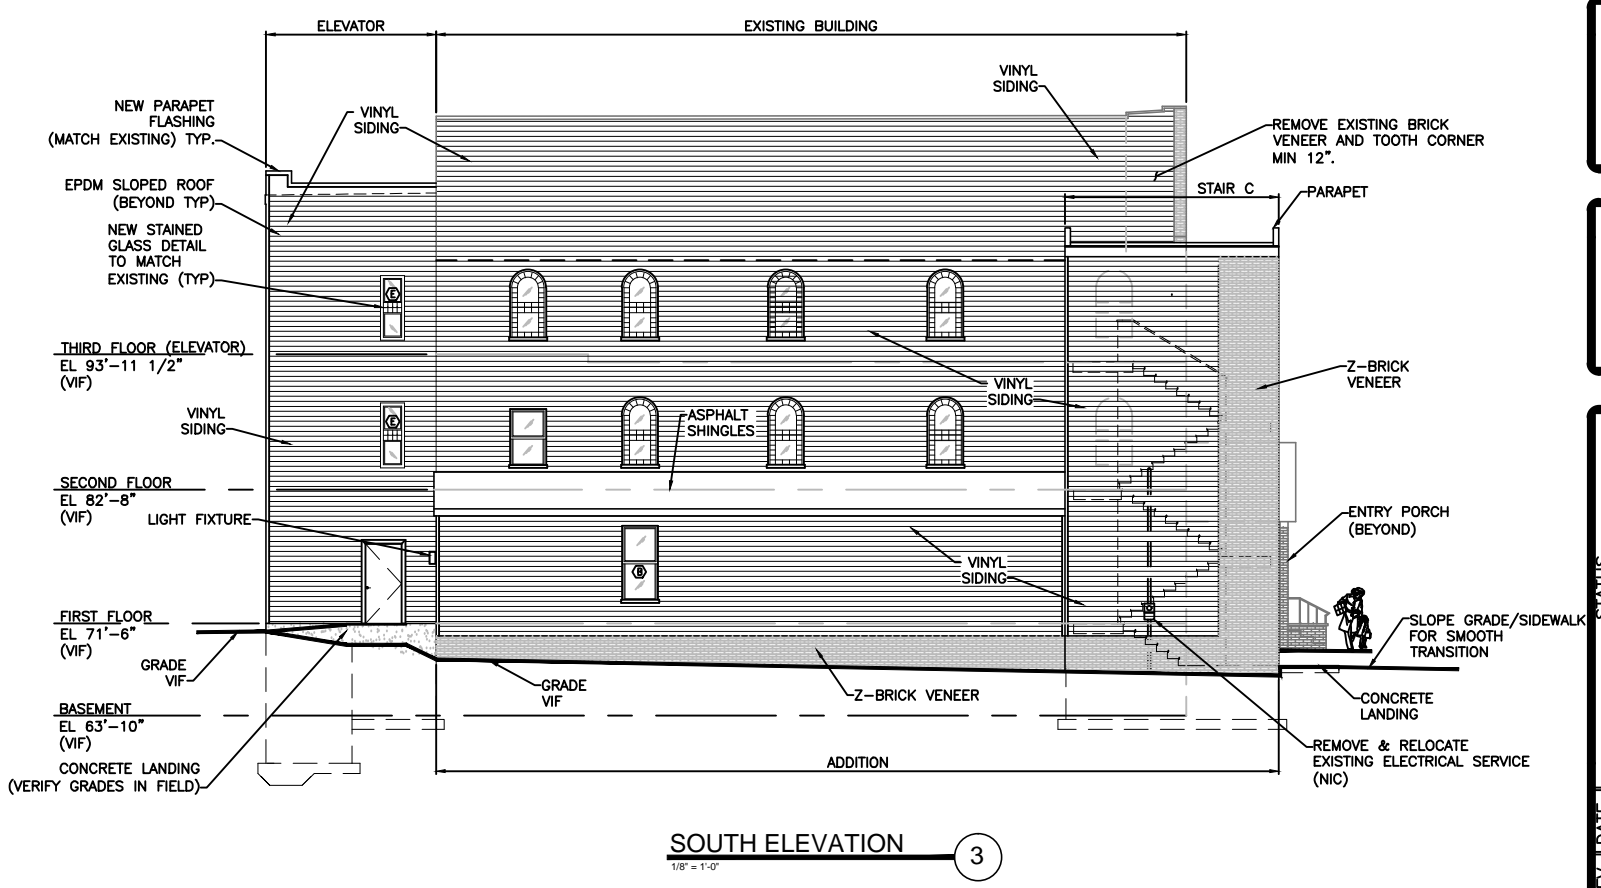 ELEVATOR
EXISTING BUILDING
VINYL
SIDING
NEW PARAPET
FLASHING
(MATCH EXISTING) TYP.
VINYL
SIDING
REMOVE EXISTING BRICK
VENEER AND TOOTH CORNER
MIN 12".
EPDM SLOPED ROOF
(BEYOND TYP)
STAIR C
PARAPET
NEW STAINED
GLASS DETAIL
TO MATCH
EXISTING (TYP)
E
THIRD FLOOR (ELEVATOR)
EL 93'-11 1/2"
(VIF)
Z-BRICK
VENEER
VINYL
SIDING
VINYL
SIDING
E
ASPHALT
SHINGLES
SECOND FLOOR
EL 82'-8"
(VIF)
LIGHT FIXTURE
ENTRY PORCH
(BEYOND)
VINYL
SIDING
B
FIRST FLOOR
EL 71'-6"
(VIF)
SLOPE GRADE/SIDEWALK
FOR SMOOTH
TRANSITION
GRADE
VIF
GRADE
VIF
Z-BRICK VENEER
CONCRETE
LANDING
BASEMENT
EL 63'-10"
(VIF)
REMOVE & RELOCATE
EXISTING ELECTRICAL SERVICE
(NIC)
CONCRETE LANDING
(VERIFY GRADES IN FIELD)
ADDITION
SOUTH ELEVATION
3
1/8" = 1'-0"